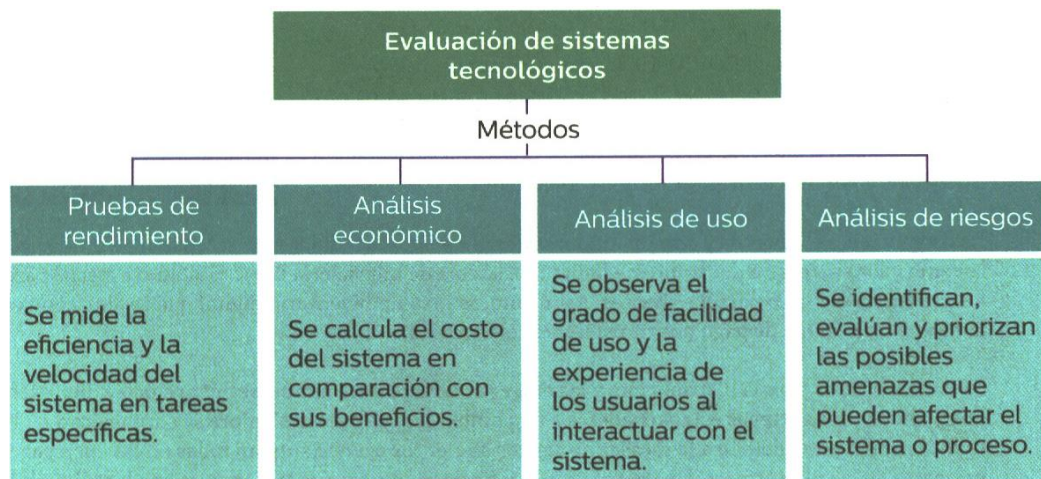 Evaluación de sistemas
tecnológicos
Métodos
Pruebas de
rendimiento
Se mide la
eficiencia y la
velocidad del
sistema en tareas
específicas.
Análisis
económico
Se calcula el costo
del sistema en
comparación con
sus beneficios.
Análisis de uso
Se observa el
grado de facilidad
de uso y la
experiencia de
los usuarios al
interactuar con el
sistema.
Análisis de riesgos
Se identifican,
evalúan y priorizan
las posibles
amenazas que
pueden afectar el
sistema o proceso.